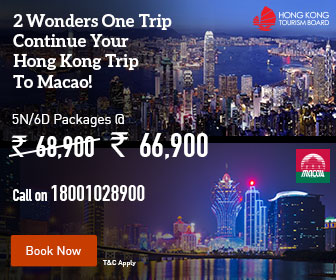 2 Wonders One Trip
Continue Your
Hong Kong Trip
To Macao!
HONG KONG
TOURISM BOARD
5N/6D Packages @
₹ 68,900 ₹ 66,900
MACAU
Call on 18001028900
Book Now
T&C Apply